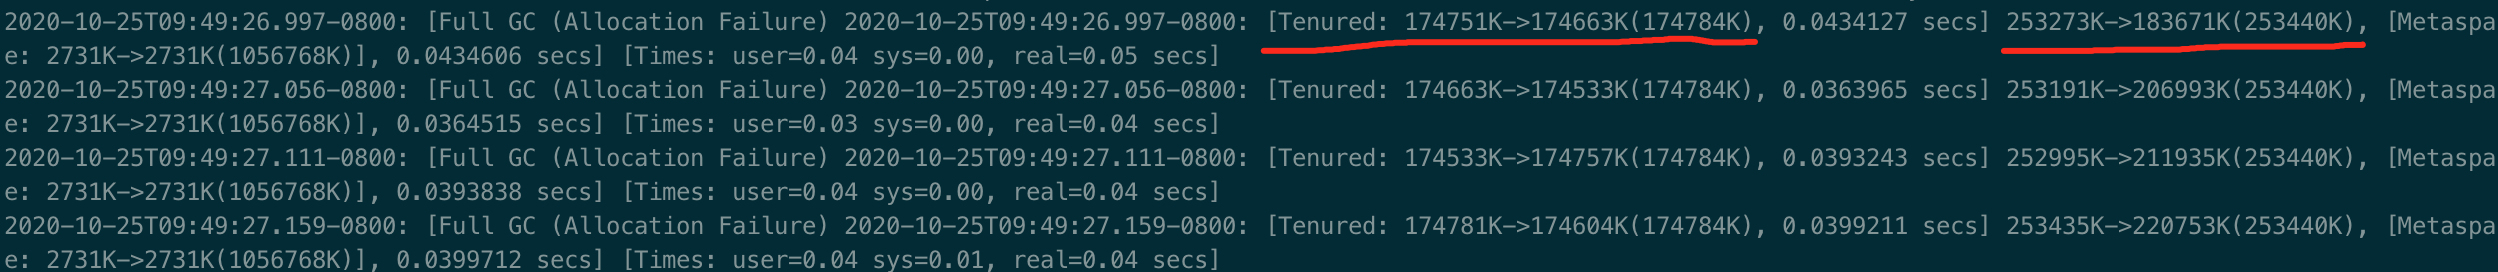 2020-10-25T09:49:26.997-0800: [Full GC (Allocation Failure) 2020-10-25T09:49:26.997-0800: [Tenured: 174751K->174663K(174784K), 0.0434127 secs] 253273K->183671K(253440K), [Metaspa
e: 2731K->2731K(1056768K)], 0.0434606 secs] [Times: user=0.04 sys=0.00, real=0.05 secs]
2020-10-25T09:49:27.056-0800: [Full GC (Allocation Failure) 2020-10-25T09:49:27.056-0800: [Tenured: 174663K->174533K(174784K), 0.0363965 secs] 253191K->206993K(253440K), [Metaspa
e: 2731K->2731K(1056768K)], 0.0364515 secs] [Times: user=0.03 sys=0.00, real=0.04 secs]
2020-10-25T09:49:27.111-0800: [Full GC (Allocation Failure) 2020-10-25T09:49:27.111-0800: [Tenured: 174533K->174757K(174784K), 0.0393243 secs] 252995K->211935K(253440K), [Metaspa
e: 2731K->2731K(1056768K)], 0.0393838 secs] [Times: user=0.04 sys=0.00, real=0.04 secs]
2020-10-25T09:49:27.159-0800: [Full GC (Allocation Failure) 2020-10-25T09:49:27.159-0800: [Tenured: 174781K->174604K(174784K), 0.0399211 secs] 253435K->220753K(253440K), [Metaspa
e: 2731K->2731K(1056768K)], 0.0399712 secs] [Times: user=0.04 sys=0.01, real=0.04 secs]